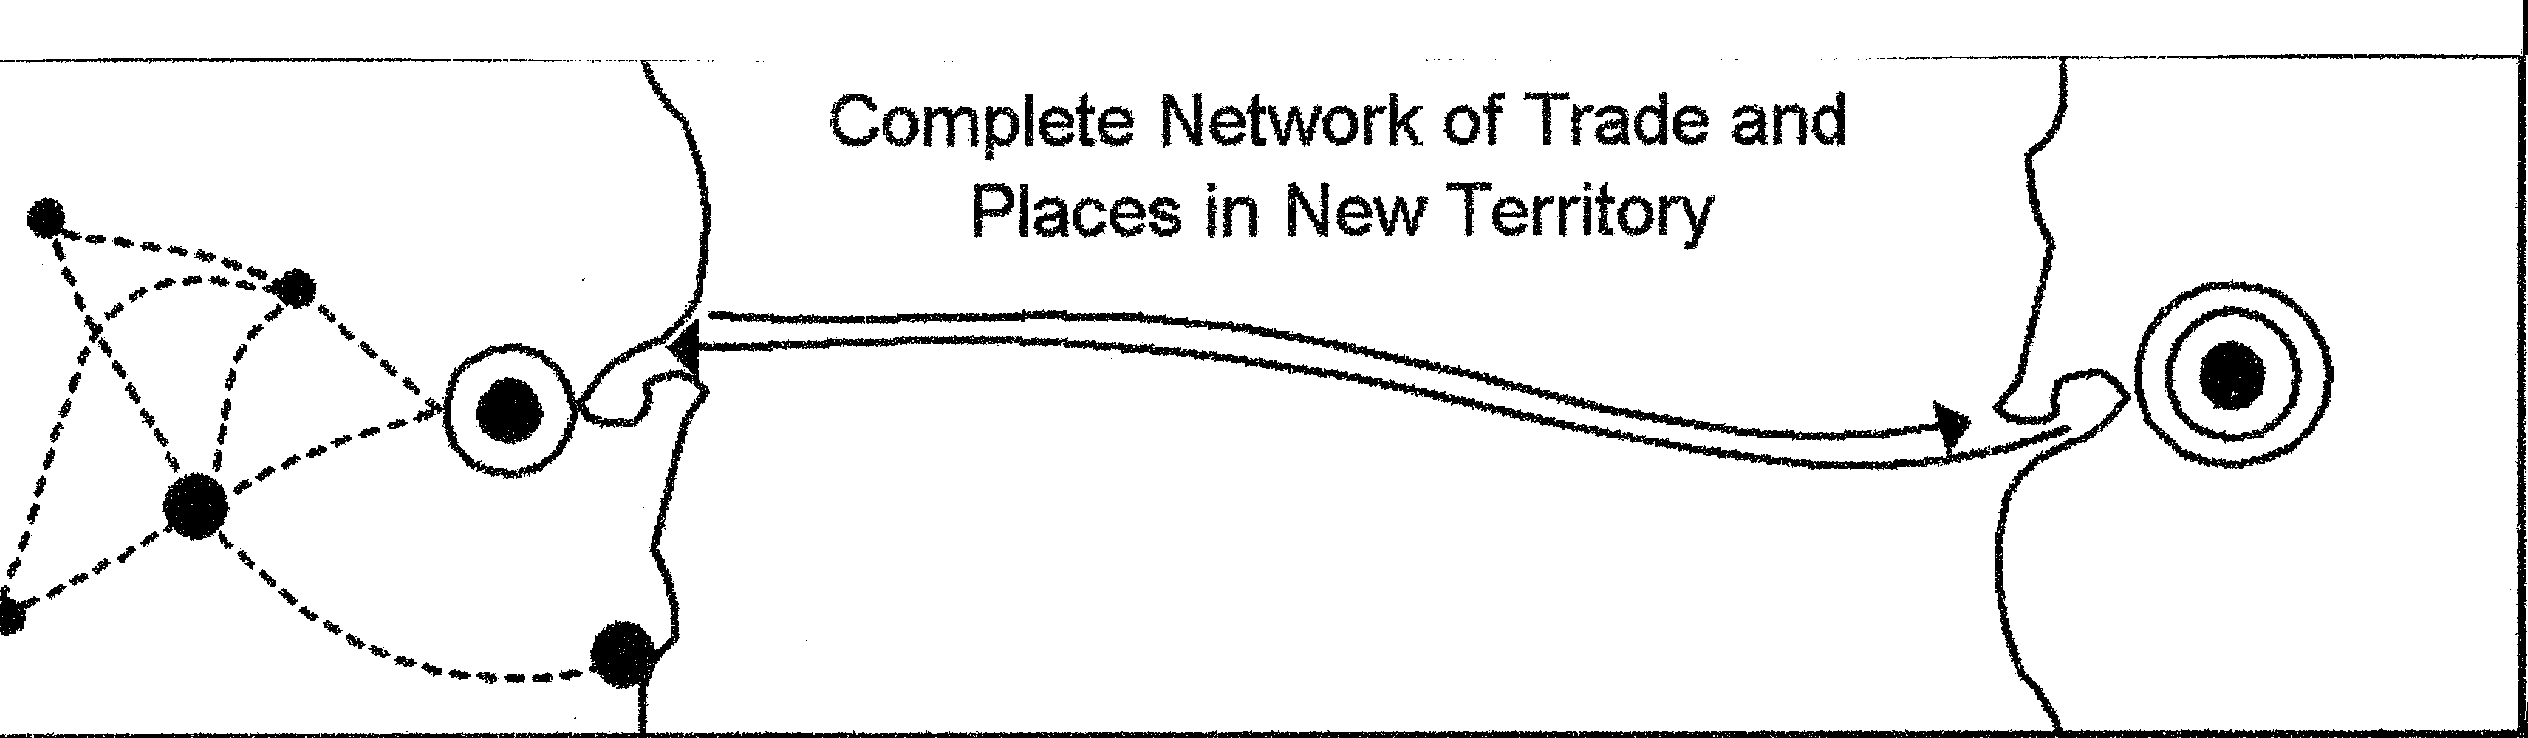 Complete Network of Trade and
Places in New Territory